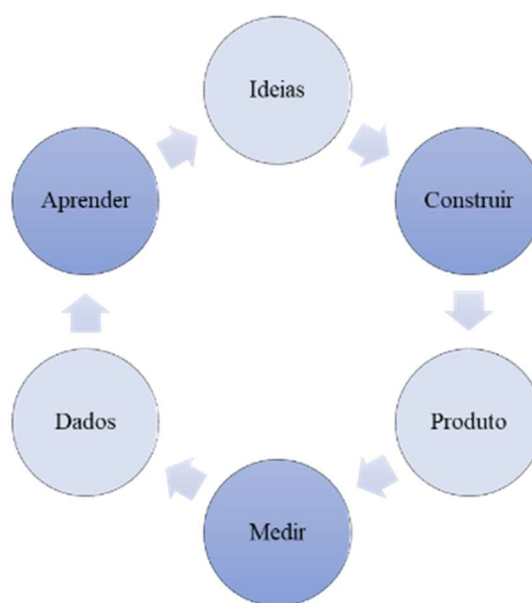 Ideias
Construir
Produto
Medir
Dados
Aprender